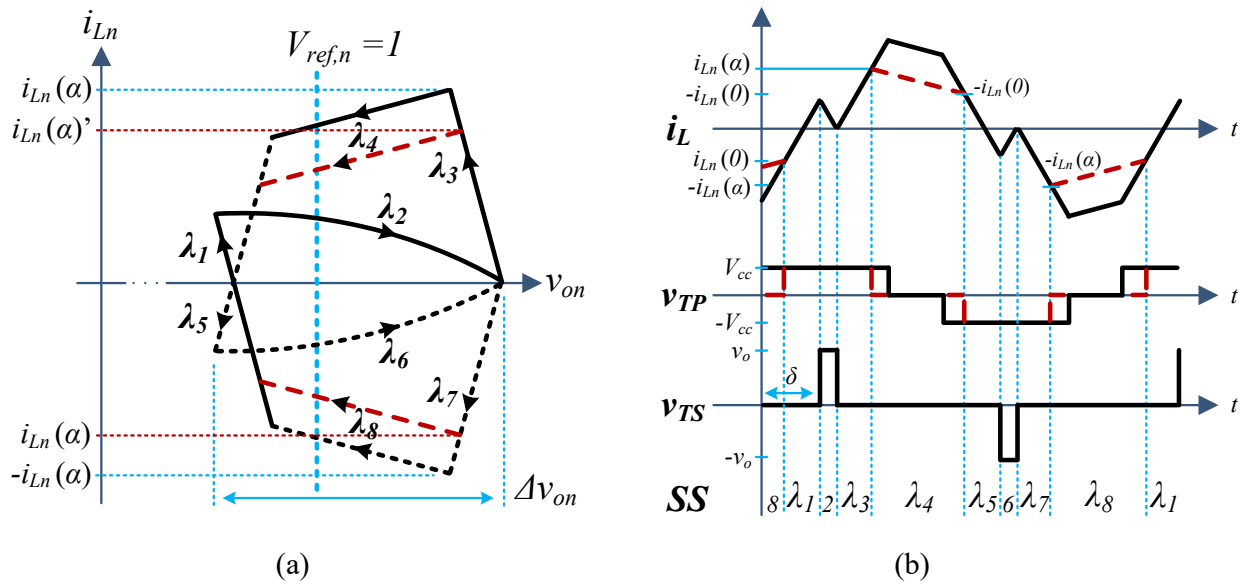 i_Ln
V_ref,n = 1
i_Ln(α)
i_Ln(α)'
λ4
λ3
λ2
λ1
v_on
λ5
λ6
λ7
λ8
i_Ln(α)
-i_Ln(α)
Δv_on
(a)
i_Ln(α)
-i_Ln(0)
-i_Ln(0)
i_L
t
i_Ln(0)
-i_Ln(α)
-i_Ln(α)
V_cc
v_TP
t
-V_cc
v_o
δ
v_TS
t
-v_o
SS
8 λ1 2 λ3 λ4 λ5 6 λ7 λ8 λ1
(b)